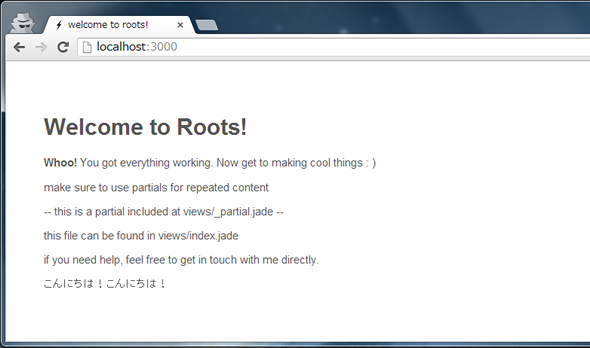 welcome to roots!
localhost:3000
Welcome to Roots!
Whoo! You got everything working. Now get to making cool things : )
make sure to use partials for repeated content
-- this is a partial included at views/_partial.jade --
this file can be found in views/index.jade
if you need help, feel free to get in touch with me directly.
こんにちは！こんにちは！